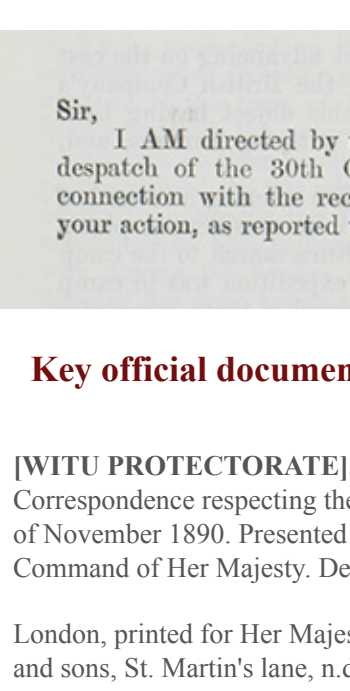 Sir,
I AM directed by
despatch of the 30th
connection with the rec
your action, as reported
Key official documen
[WITU PROTECTORATE]
Correspondence respecting the
of November 1890. Presented
Command of Her Majesty. De
London, printed for Her Majes
and sons, St. Martin's lane, n.d